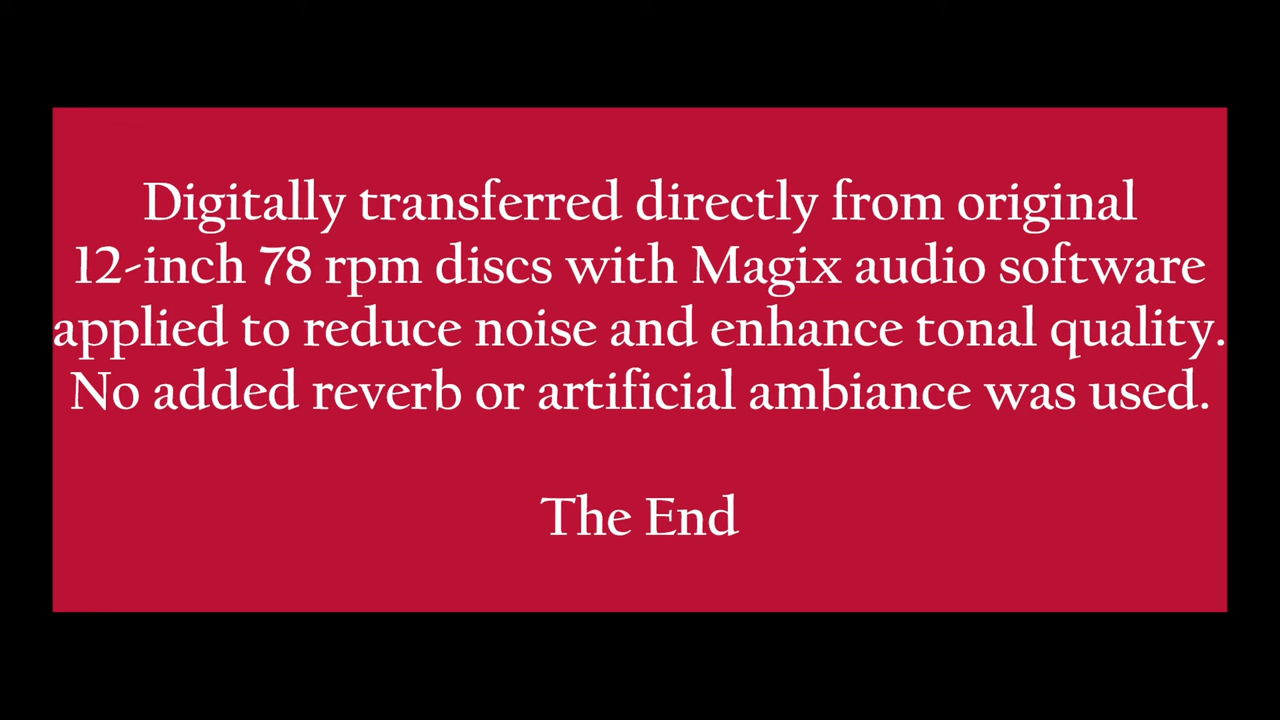 Digitally transferred directly from original
12-inch 78 rpm discs with Magix audio software
applied to reduce noise and enhance tonal quality.
No added reverb or artificial ambiance was used.
The End